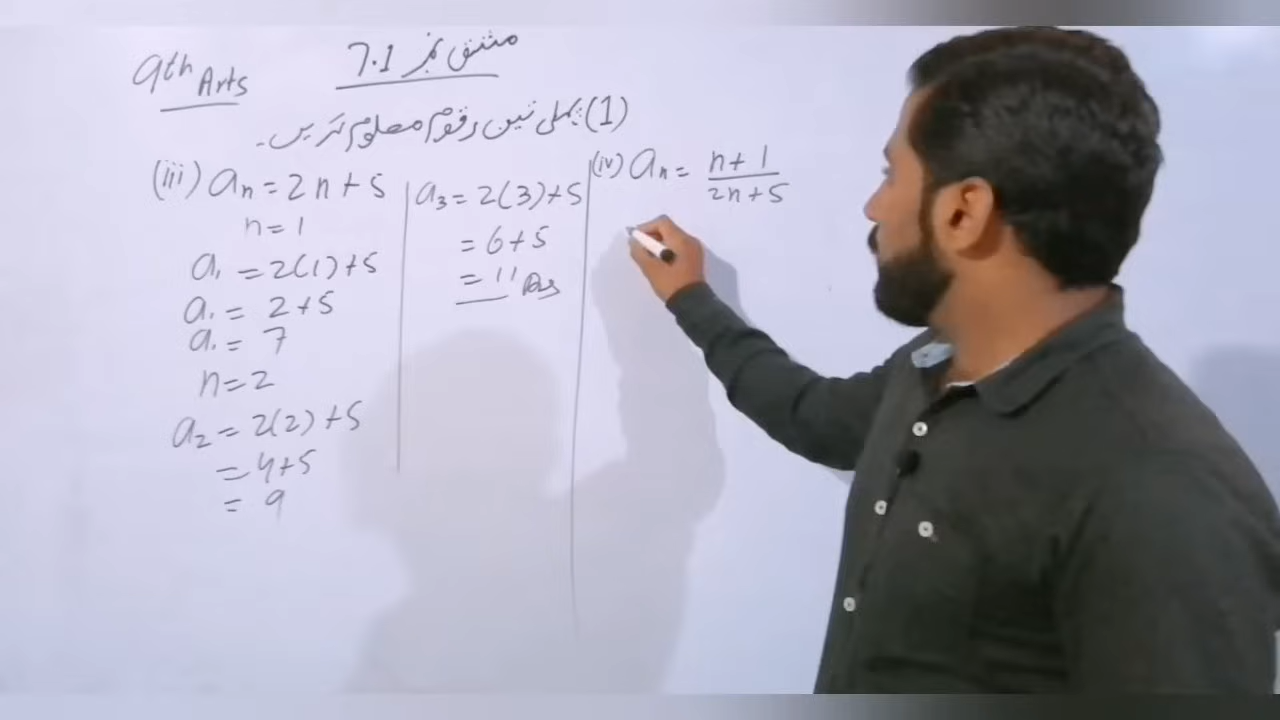 9th Arts
مشق نمبر 7.1
(1) پہلی تین رقوم معلوم کریں۔
(iii) aₙ = 2n+5
n=1
a₁ = 2(1)+5
a₁ = 2+5
a₁ = 7
n=2
a₂ = 2(2)+5
= 4+5
= 9
a₃ = 2(3)+5
= 6+5
= 11 Ans
(iv) aₙ = n+1
2n+5